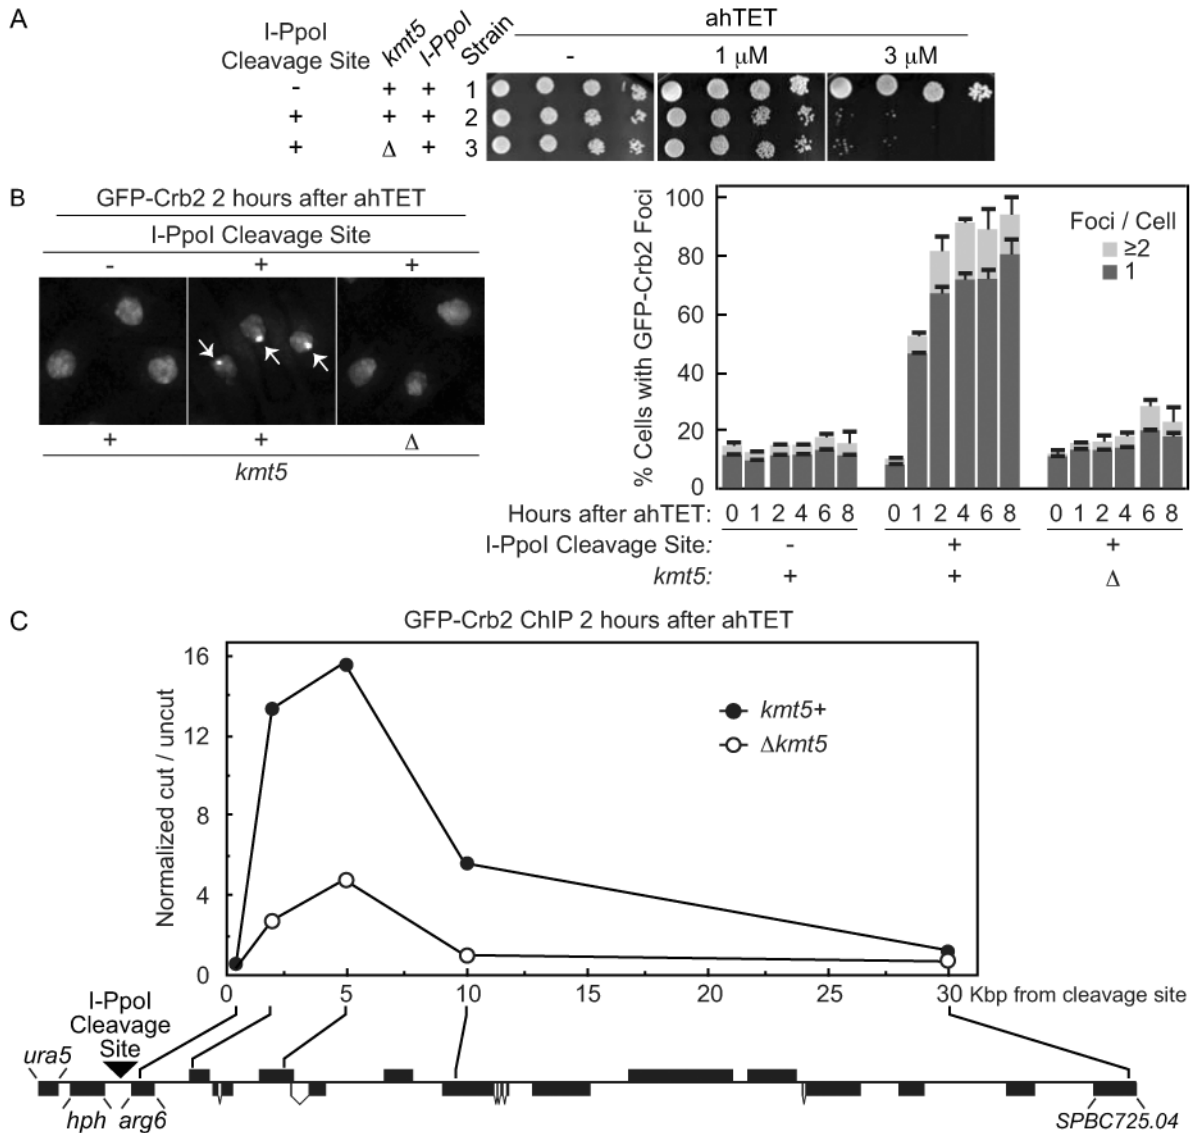 A
I-PpoI
Cleavage Site
kmt5
I-PpoI
Strain
ahTET
- 1 µM 3 µM
- + + 1
+ + + 2
+ Δ + 3
B
GFP-Crb2 2 hours after ahTET
I-PpoI Cleavage Site
- + +
+ + Δ
kmt5
% Cells with GFP-Crb2 Foci
100
80
60
40
20
0
Foci / Cell
≥2
1
Hours after ahTET: 0 1 2 4 6 8 0 1 2 4 6 8 0 1 2 4 6 8
I-PpoI Cleavage Site: - + +
kmt5: + + Δ
C
GFP-Crb2 ChIP 2 hours after ahTET
Normalized cut / uncut
16
12
8
4
0
kmt5+
Δkmt5
0 5 10 15 20 25 30 Kbp from cleavage site
I-PpoI
Cleavage
Site
ura5
hph arg6 SPBC725.04